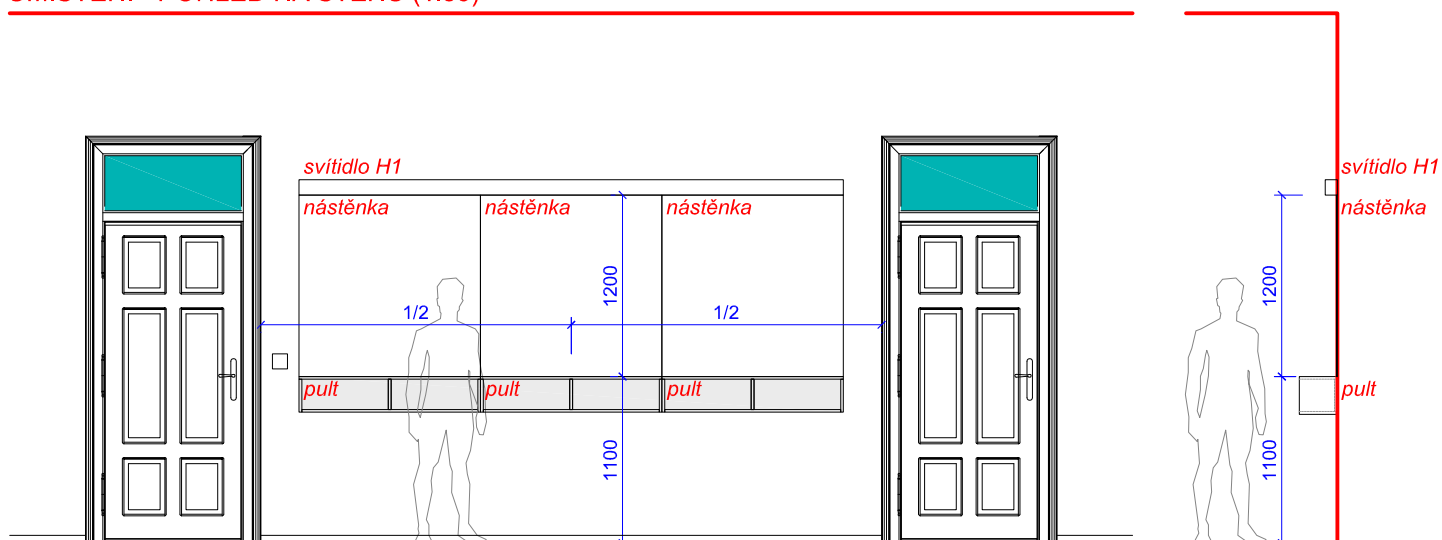 svítidlo H1
svítidlo H1
nástěnka
nástěnka
nástěnka
nástěnka
1200
1200
1/2
1/2
pult
pult
pult
pult
1100
1100